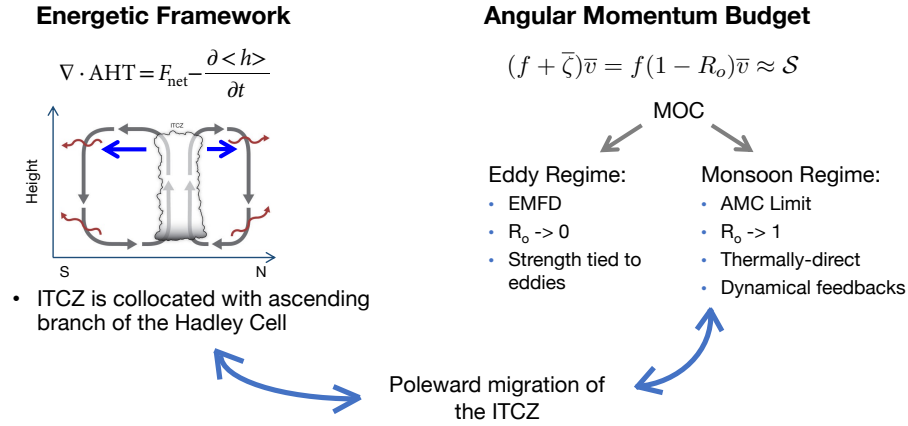 Energetic Framework
∇ · AHT = F_net − ∂<h>/∂t
ITCZ
Height
S
N
• ITCZ is collocated with ascending
branch of the Hadley Cell
Angular Momentum Budget
(f + ζ̅)v̅ = f(1 − R_o)v̅ ≈ 𝒮
MOC
Eddy Regime:
• EMFD
• R_o -> 0
• Strength tied to
eddies
Monsoon Regime:
• AMC Limit
• R_o -> 1
• Thermally-direct
• Dynamical feedbacks
Poleward migration of
the ITCZ